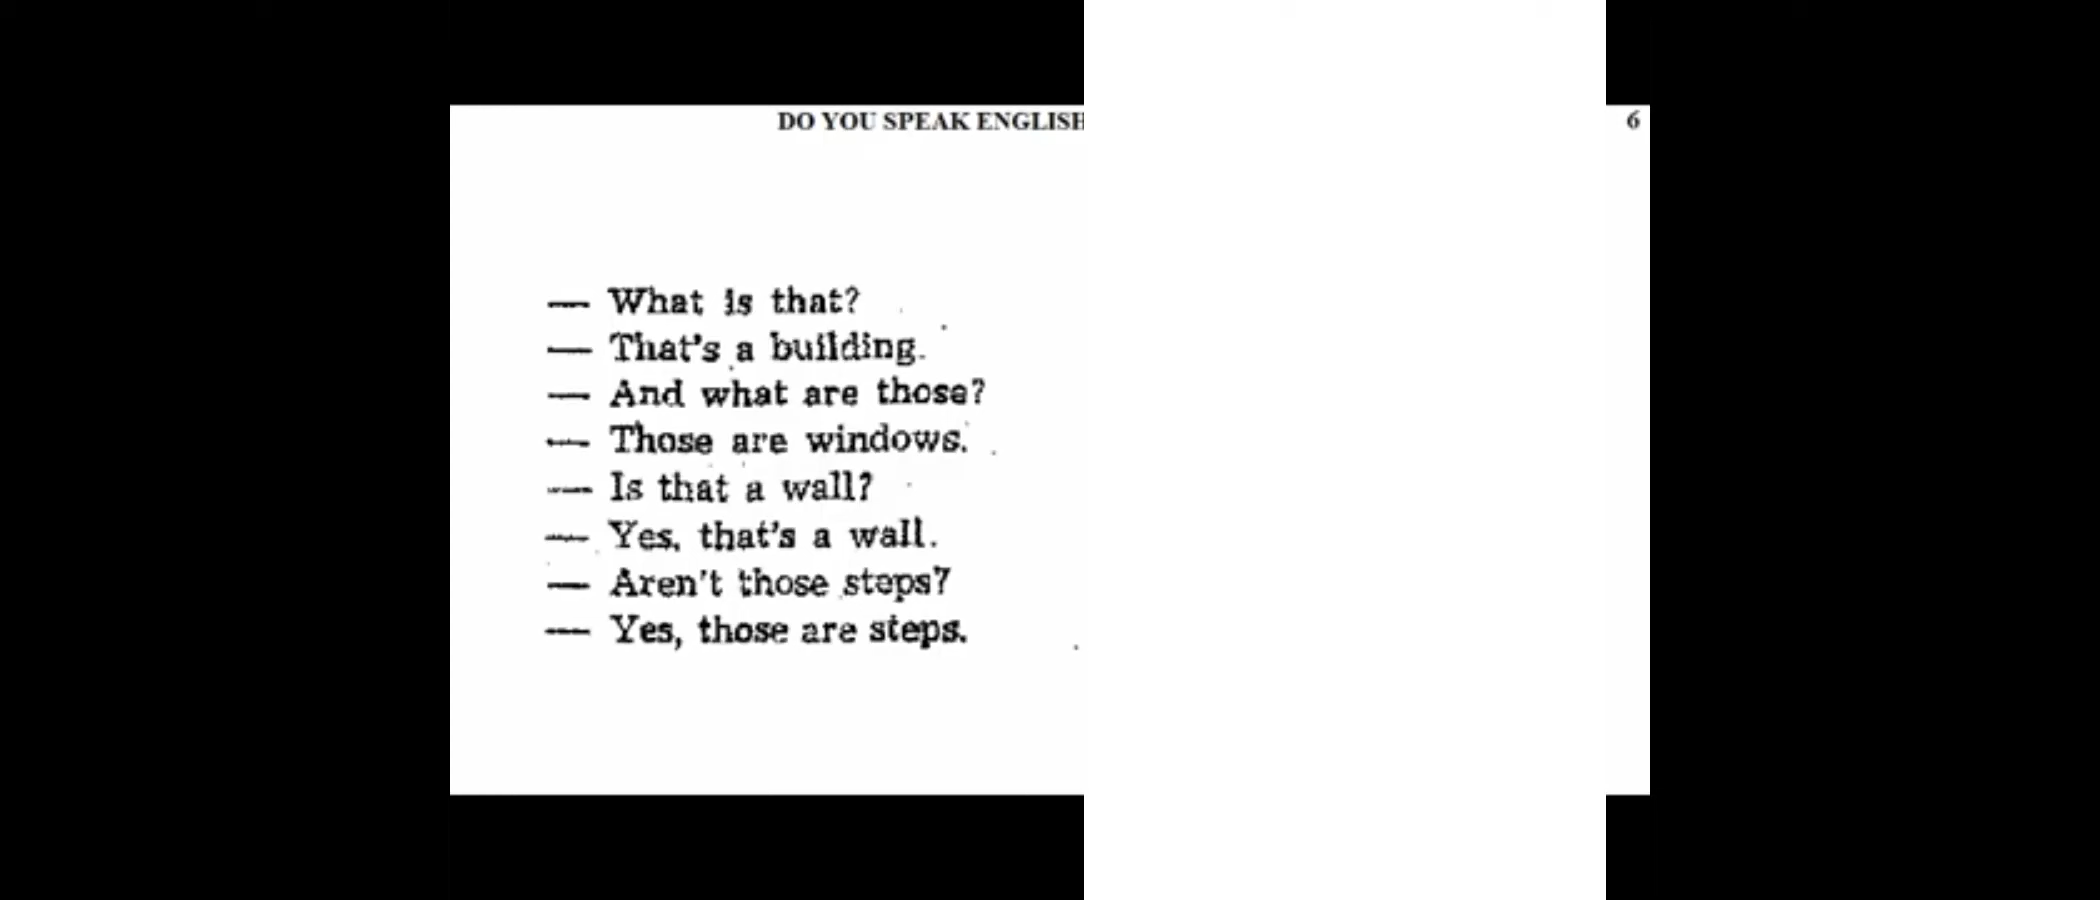 DO YOU SPEAK ENGLISH
6
— What is that?
— That's a building.
— And what are those?
— Those are windows.
— Is that a wall?
— Yes, that's a wall.
— Aren't those steps?
— Yes, those are steps.